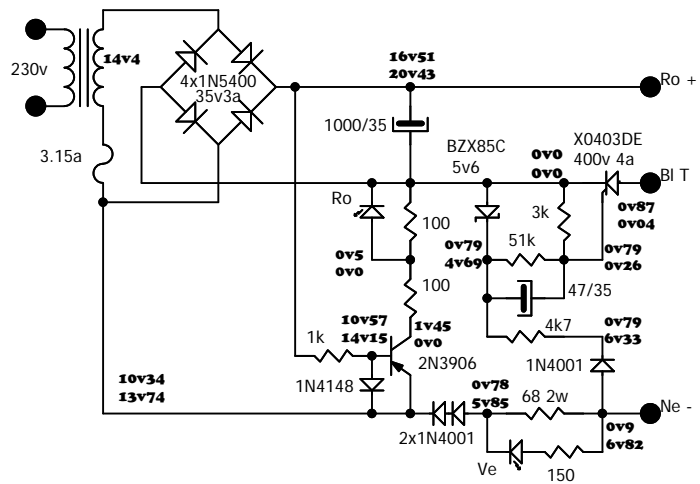 14v4
230v
4x1N5400
35v3a
16v51
20v43
Ro +
1000/35
BZX85C
5v6
X0403DE
400v 4a
3.15a
0v0
0v0
Bl T
Ro
100
3k
0v87
0v04
0v5
0v0
0v79
4v69
51k
0v79
0v26
100
47/35
10v57
14v15
1v45
0v0
1k
2N3906
4k7
0v79
6v33
1N4148
1N4001
10v34
13v74
0v78
5v85
68 2w
Ne -
2x1N4001
0v9
6v82
Ve
150